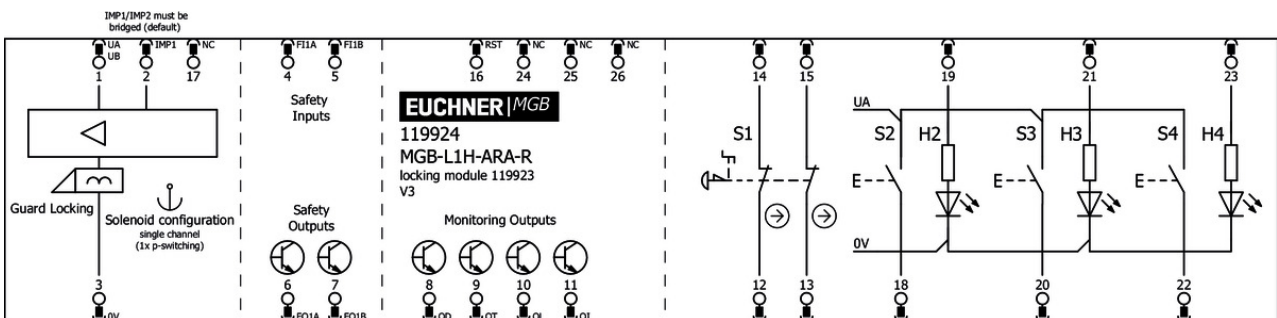 IMP1/IMP2 must be
bridged (default)
UA IMP1 NC FI1A FI1B RST NC NC NC
UB
1 2 17 4 5 16 24 25 26 14 15 19 21 23
Safety
Inputs
EUCHNER|MGB
119924
MGB-L1H-ARA-R
locking module 119923
V3
UA
S1 S2 H2 S3 H3 S4 H4
E E E
Guard Locking
Solenoid configuration
single channel
(1x p-switching)
Safety
Outputs
Monitoring Outputs
0V
3 6 7 8 9 10 11 12 13 18 20 22
0V FO1A FO1B OD OT OL OI